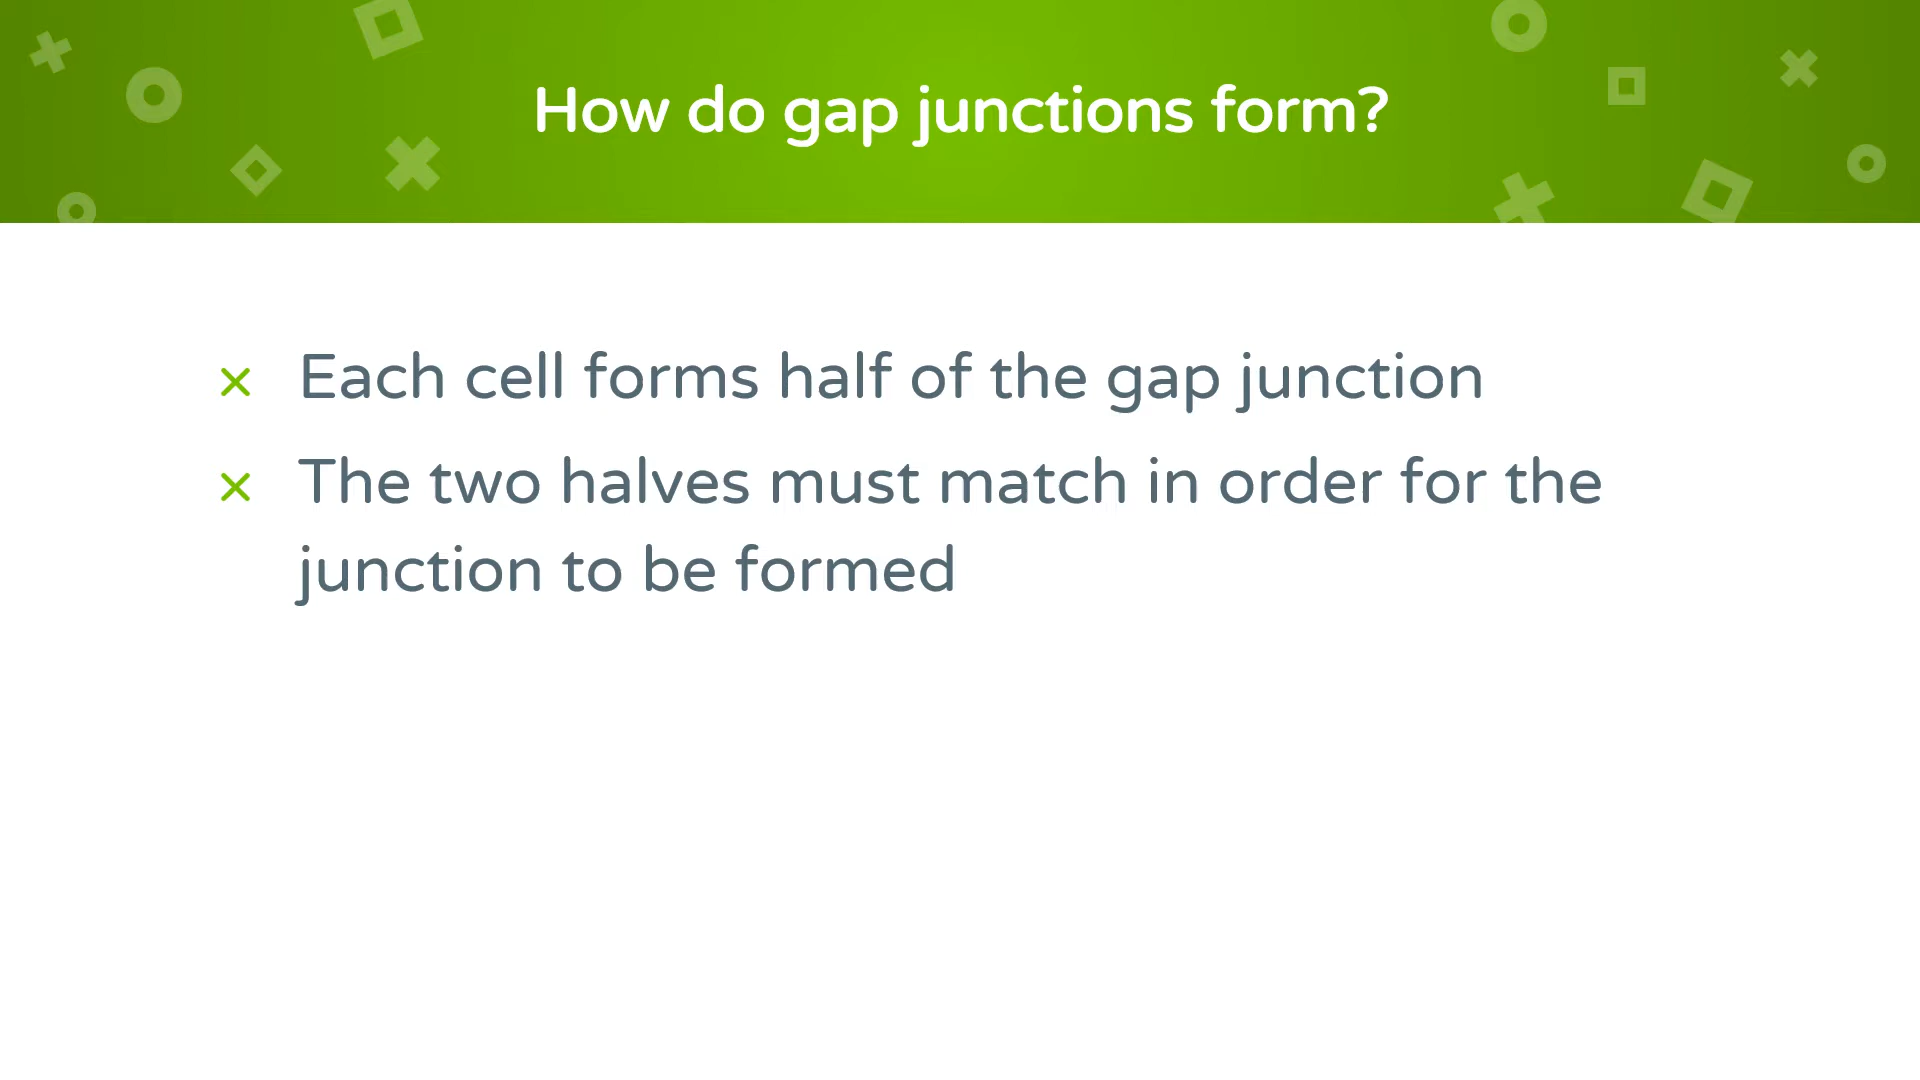 How do gap junctions form?
Each cell forms half of the gap junction
The two halves must match in order for the
junction to be formed